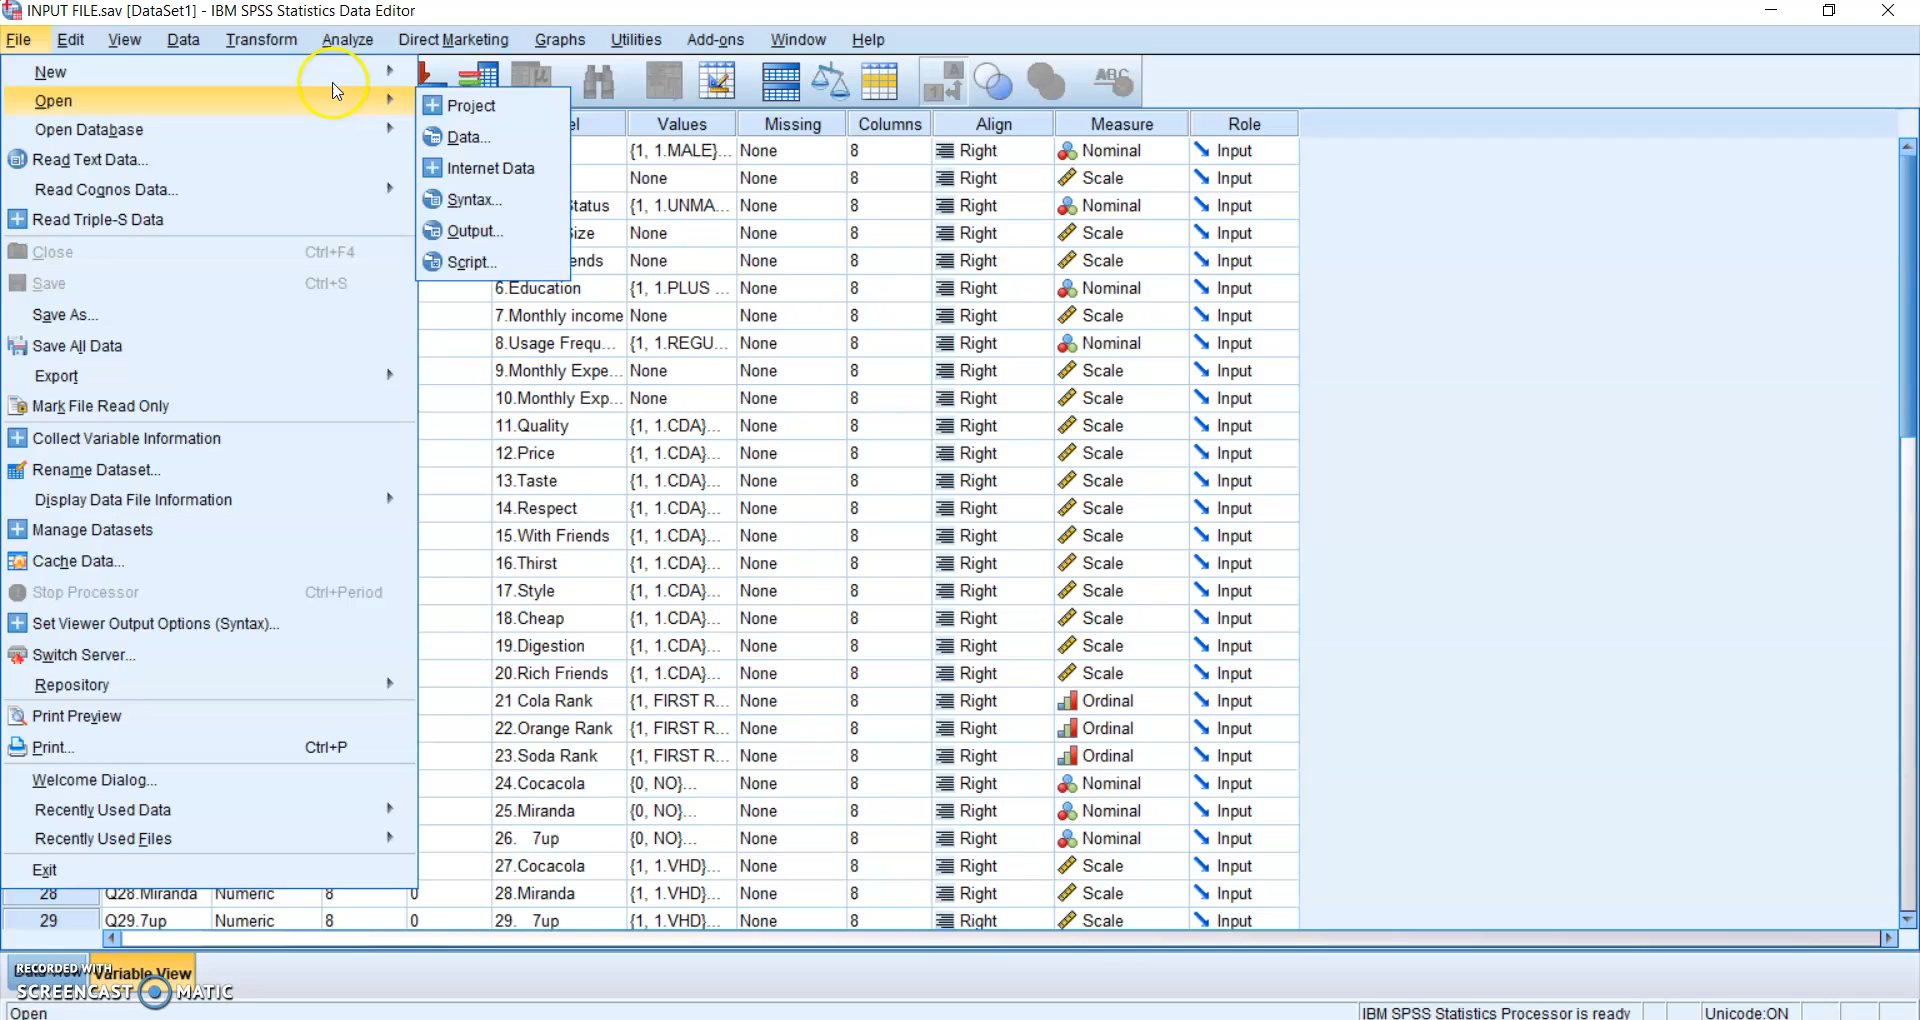 INPUT FILE.sav [DataSet1] - IBM SPSS Statistics Data Editor
File Edit View Data Transform Analyze Direct Marketing Graphs Utilities Add-ons Window Help
New
Open
Open Database
Read Text Data...
Read Cognos Data...
Read Triple-S Data
Close Ctrl+F4
Save Ctrl+S
Save As...
Save All Data
Export
Mark File Read Only
Collect Variable Information
Rename Dataset...
Display Data File Information
Manage Datasets
Cache Data...
Stop Processor Ctrl+Period
Set Viewer Output Options (Syntax)...
Switch Server...
Repository
Print Preview
Print... Ctrl+P
Welcome Dialog...
Recently Used Data
Recently Used Files
Exit
Project
Data...
Internet Data
Syntax...
Output...
Script...
Values Missing Columns Align Measure Role
{1, 1.MALE}... None 8 Right Nominal Input
None None 8 Right Scale Input
Status {1, 1.UNMA... None 8 Right Nominal Input
Size None None 8 Right Scale Input
ends None None 8 Right Scale Input
6.Education {1, 1.PLUS ... None 8 Right Nominal Input
7.Monthly income None None 8 Right Scale Input
8.Usage Frequ... {1, 1.REGU... None 8 Right Nominal Input
9.Monthly Expe... None None 8 Right Scale Input
10.Monthly Exp... None None 8 Right Scale Input
11.Quality {1, 1.CDA}... None 8 Right Scale Input
12.Price {1, 1.CDA}... None 8 Right Scale Input
13.Taste {1, 1.CDA}... None 8 Right Scale Input
14.Respect {1, 1.CDA}... None 8 Right Scale Input
15.With Friends {1, 1.CDA}... None 8 Right Scale Input
16.Thirst {1, 1.CDA}... None 8 Right Scale Input
17.Style {1, 1.CDA}... None 8 Right Scale Input
18.Cheap {1, 1.CDA}... None 8 Right Scale Input
19.Digestion {1, 1.CDA}... None 8 Right Scale Input
20.Rich Friends {1, 1.CDA}... None 8 Right Scale Input
21 Cola Rank {1, FIRST R... None 8 Right Ordinal Input
22.Orange Rank {1, FIRST R... None 8 Right Ordinal Input
23.Soda Rank {1, FIRST R... None 8 Right Ordinal Input
24.Cocacola {0, NO}... None 8 Right Nominal Input
25.Miranda {0, NO}... None 8 Right Nominal Input
26. 7up {0, NO}... None 8 Right Nominal Input
27.Cocacola {1, 1.VHD}... None 8 Right Scale Input
28 Q28.Miranda Numeric 8 0 28.Miranda {1, 1.VHD}... None 8 Right Scale Input
29 Q29.7up Numeric 8 0 29. 7up {1, 1.VHD}... None 8 Right Scale Input
Data View Variable View
RECORDED WITH
SCREENCAST MATIC
Open IBM SPSS Statistics Processor is ready Unicode:ON